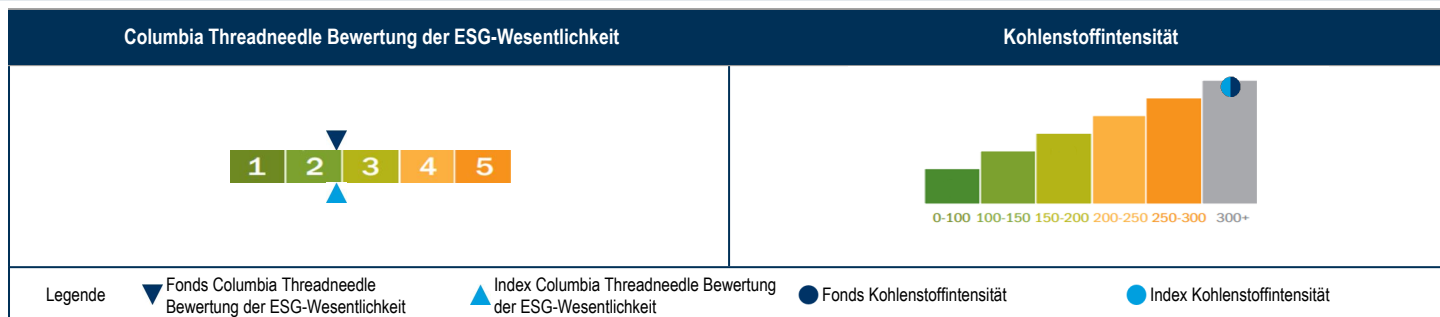 Columbia Threadneedle Bewertung der ESG-Wesentlichkeit
Kohlenstoffintensität
1 2 3 4 5
0-100 100-150 150-200 200-250 250-300 300+
Legende
Fonds Columbia Threadneedle
Bewertung der ESG-Wesentlichkeit
Index Columbia Threadneedle Bewertung
der ESG-Wesentlichkeit
Fonds Kohlenstoffintensität
Index Kohlenstoffintensität